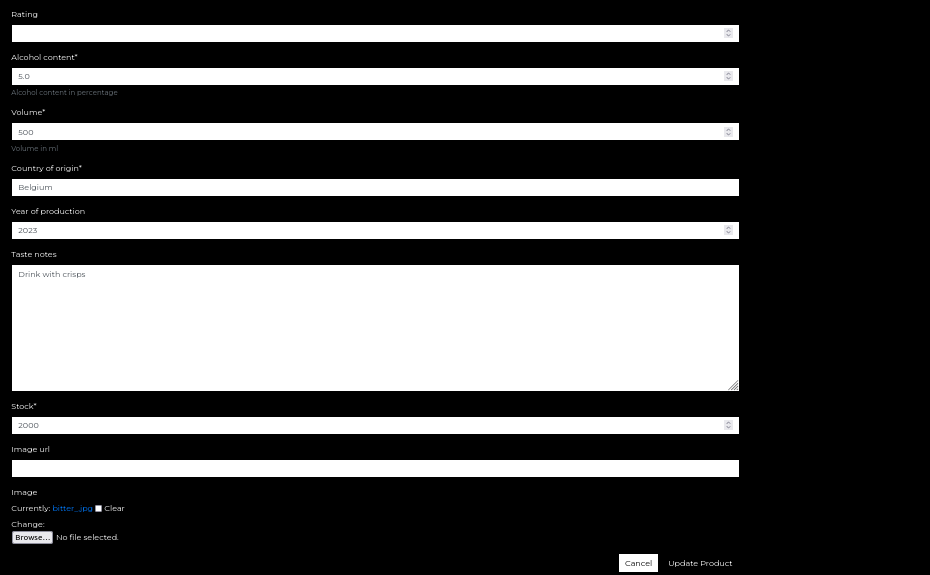 Rating
Alcohol content*
5.0
Alcohol content in percentage
Volume*
500
Volume in ml
Country of origin*
Belgium
Year of production
2023
Taste notes
Drink with crisps
Stock*
2000
Image url
Image
Currently: bitter_.jpg Clear
Change:
Browse... No file selected.
Cancel Update Product